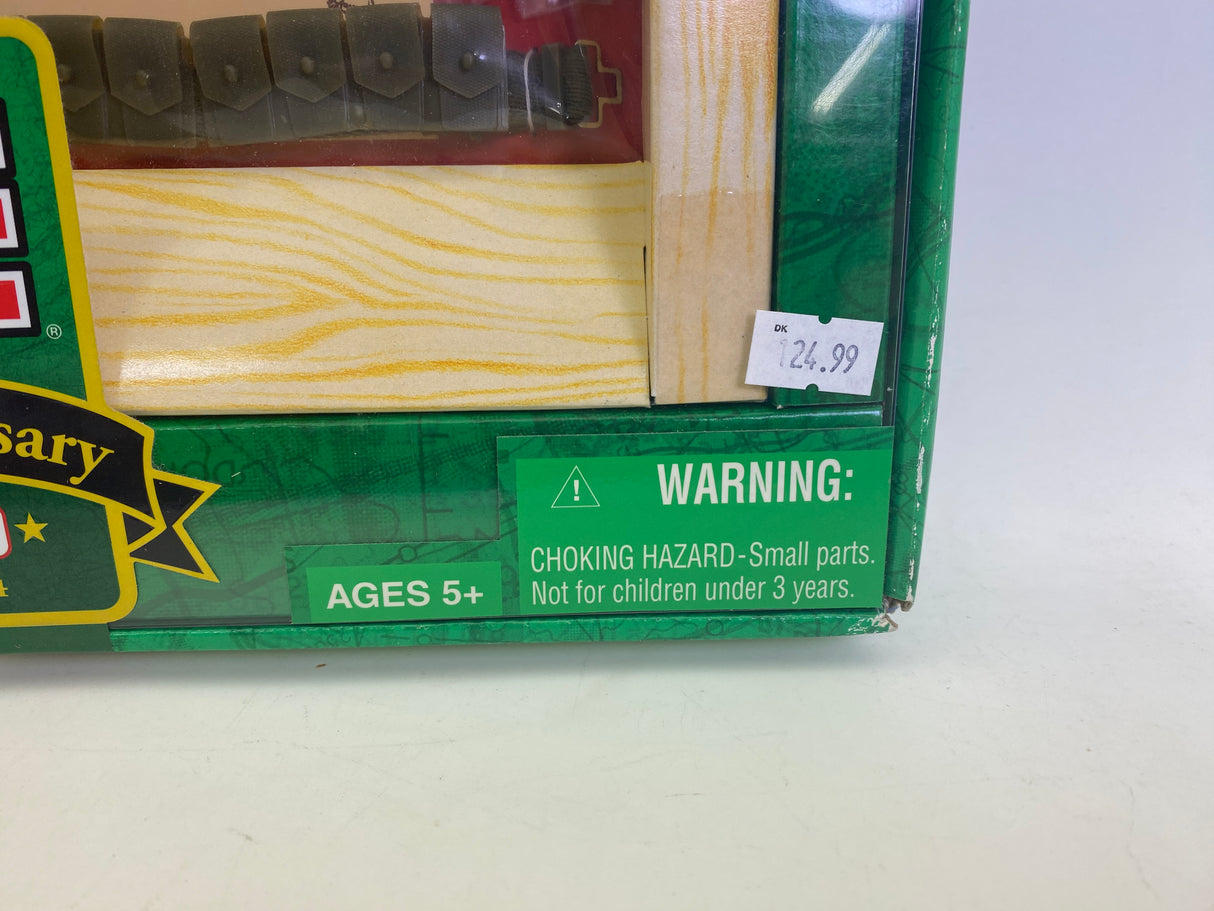 ®
DK
124.99
sary
WARNING:
!
CHOKING HAZARD-Small parts.
Not for children under 3 years.
AGES 5+